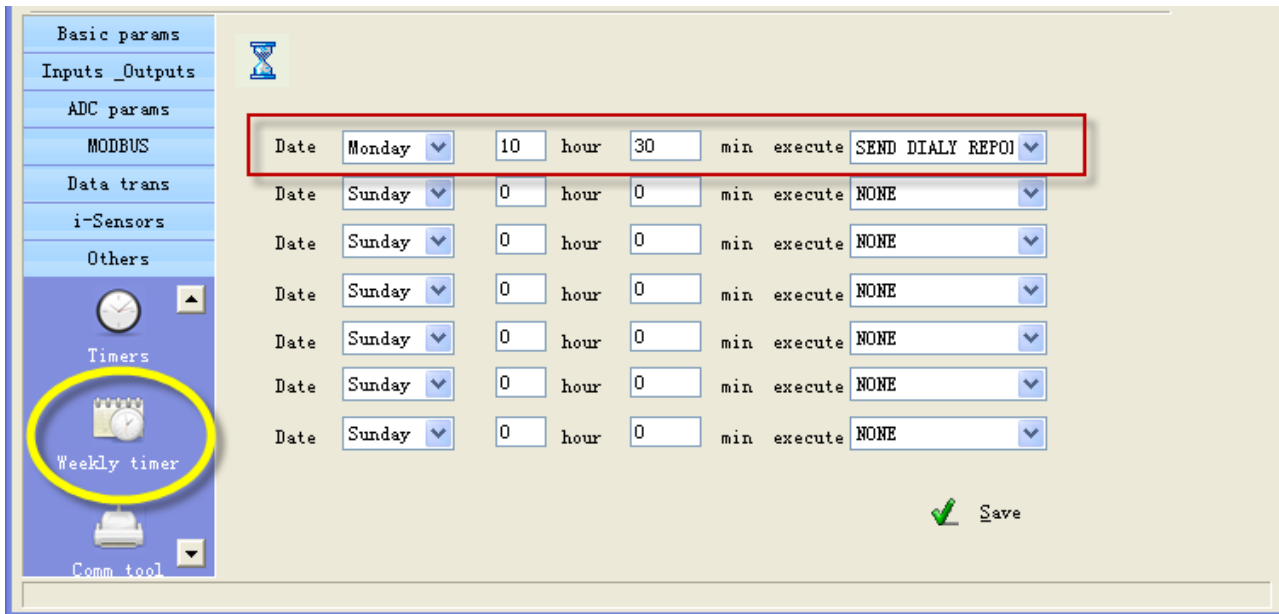 Basic params
Inputs _Outputs
ADC params
MODBUS
Data trans
i-Sensors
Others
Timers
Weekly timer
Comm tool
Date Monday 10 hour 30 min execute SEND DIALY REPO
Date Sunday 0 hour 0 min execute NONE
Date Sunday 0 hour 0 min execute NONE
Date Sunday 0 hour 0 min execute NONE
Date Sunday 0 hour 0 min execute NONE
Date Sunday 0 hour 0 min execute NONE
Date Sunday 0 hour 0 min execute NONE
Save